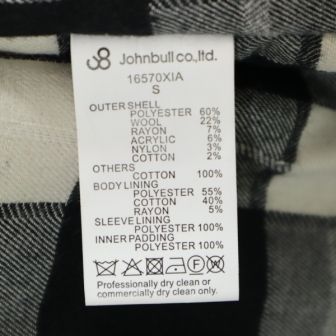 Johnbull co.,ltd.
16570XIA
S
OUTER SHELL
POLYESTER 60%
WOOL 22%
RAYON 7%
ACRYLIC 6%
NYLON 3%
COTTON 2%
OTHERS
COTTON 100%
BODY LINING
POLYESTER 55%
COTTON 40%
RAYON 5%
SLEEVE LINING
POLYESTER 100%
INNER PADDING
POLYESTER 100%
Professionally dry clean or
commercially dry clean only.